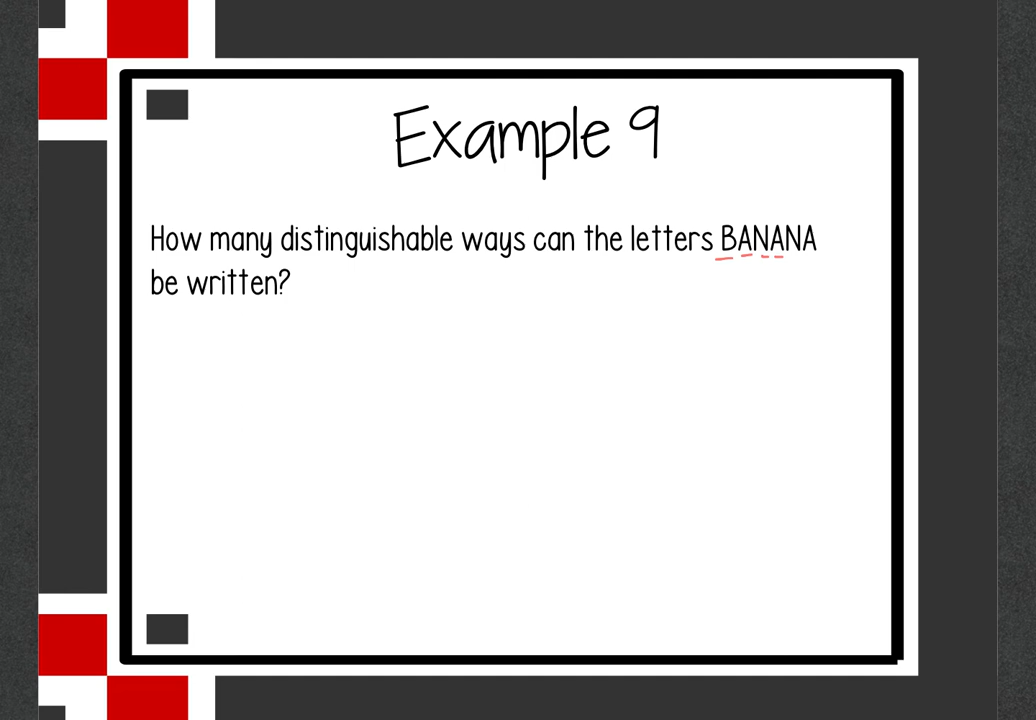 Example 9
How many distinguishable ways can the letters BANANA
be written?